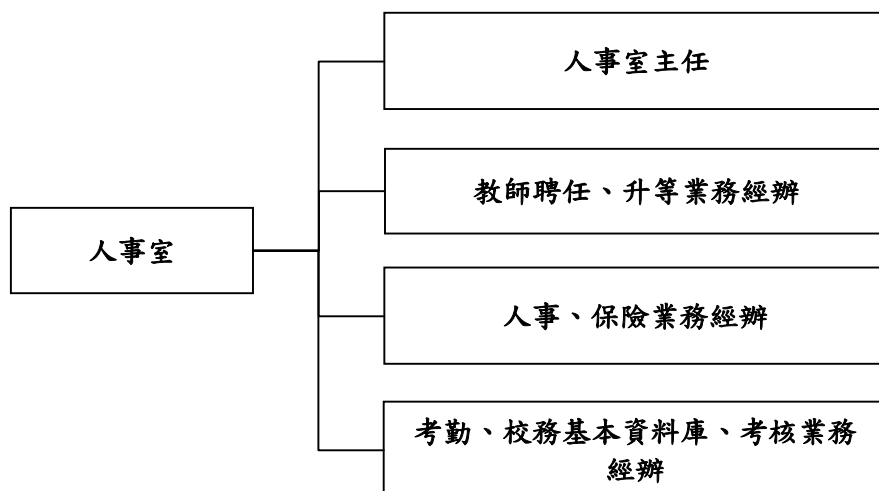 人事室主任
教師聘任、升等業務經辦
人事室
人事、保險業務經辦
考勤、校務基本資料庫、考核業務
經辦